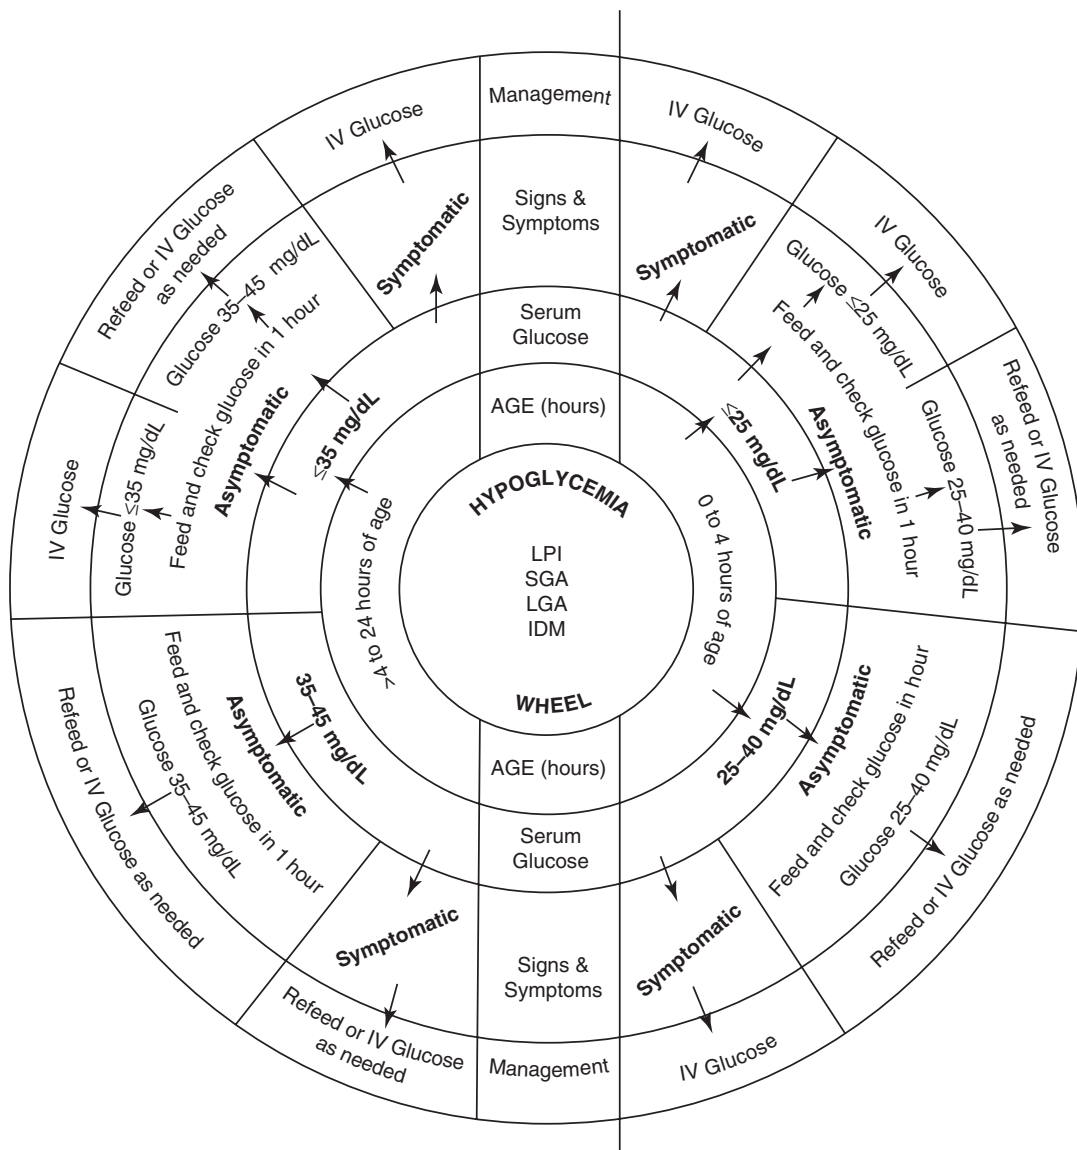 Management
Signs &
Symptoms
Serum
Glucose
AGE (hours)
HYPOGLYCEMIA
LPI
SGA
LGA
IDM
WHEEL
AGE (hours)
Serum
Glucose
Signs &
Symptoms
Management
0 to 4 hours of age
≤25 mg/dL
Symptomatic
IV Glucose
Asymptomatic
Feed and check glucose in 1 hour
Glucose ≤25 mg/dL
IV Glucose
Glucose 25–40 mg/dL
Refeed or IV Glucose
as needed
25–40 mg/dL
Asymptomatic
Feed and check glucose in hour
Glucose 25–40 mg/dL
Refeed or IV Glucose as needed
Symptomatic
IV Glucose
>4 to 24 hours of age
≤35 mg/dL
Symptomatic
IV Glucose
Asymptomatic
Feed and check glucose in 1 hour
Glucose 35–45 mg/dL
Refeed or IV Glucose
as needed
Glucose ≤35 mg/dL
IV Glucose
35–45 mg/dL
Asymptomatic
Feed and check glucose in 1 hour
Glucose 35–45 mg/dL
Refeed or IV Glucose as needed
Symptomatic
Refeed or IV Glucose
as needed